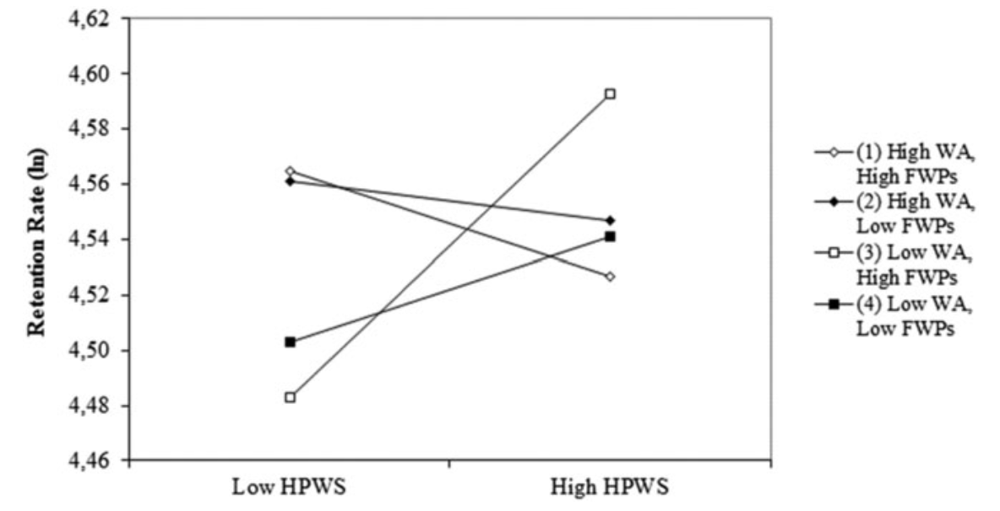 4,62
4,60
4,58
4,56
4,54
4,52
4,50
4,48
4,46
Retention Rate (ln)
Low HPWS
High HPWS
(1) High WA,
High FWPs
(2) High WA,
Low FWPs
(3) Low WA,
High FWPs
(4) Low WA,
Low FWPs